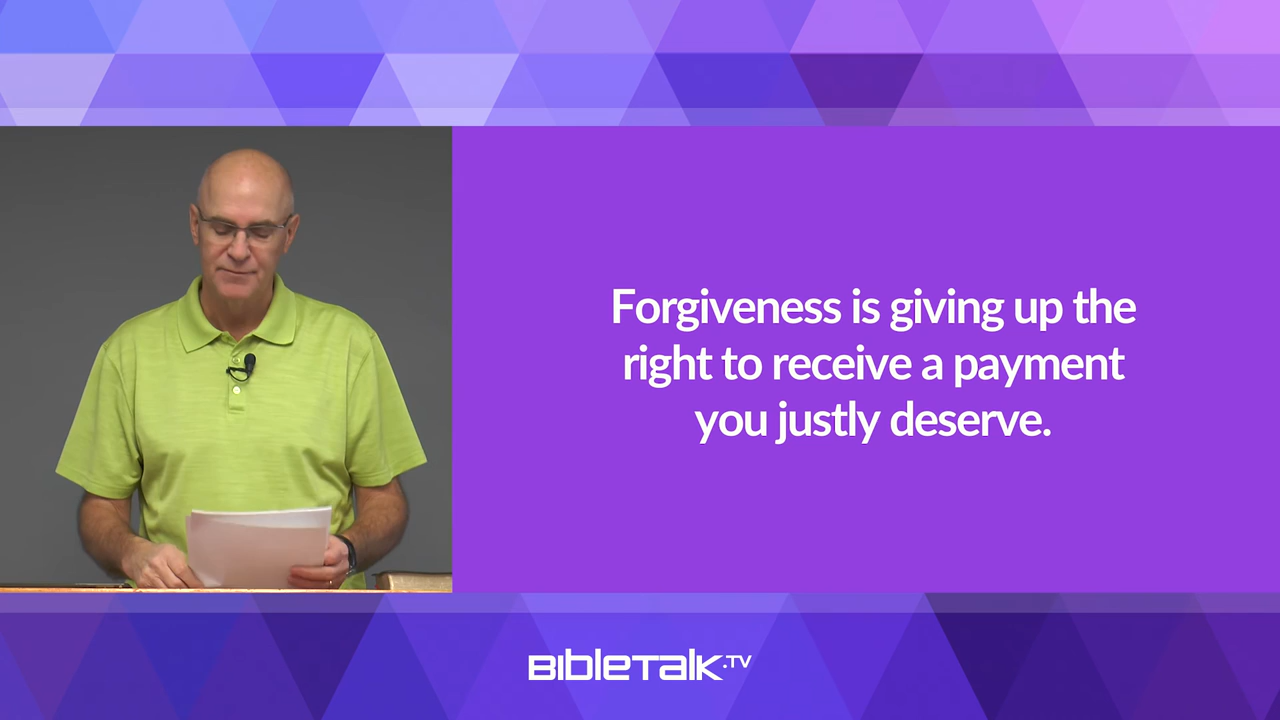 Forgiveness is giving up the
right to receive a payment
you justly deserve.
BibleTalk.TV